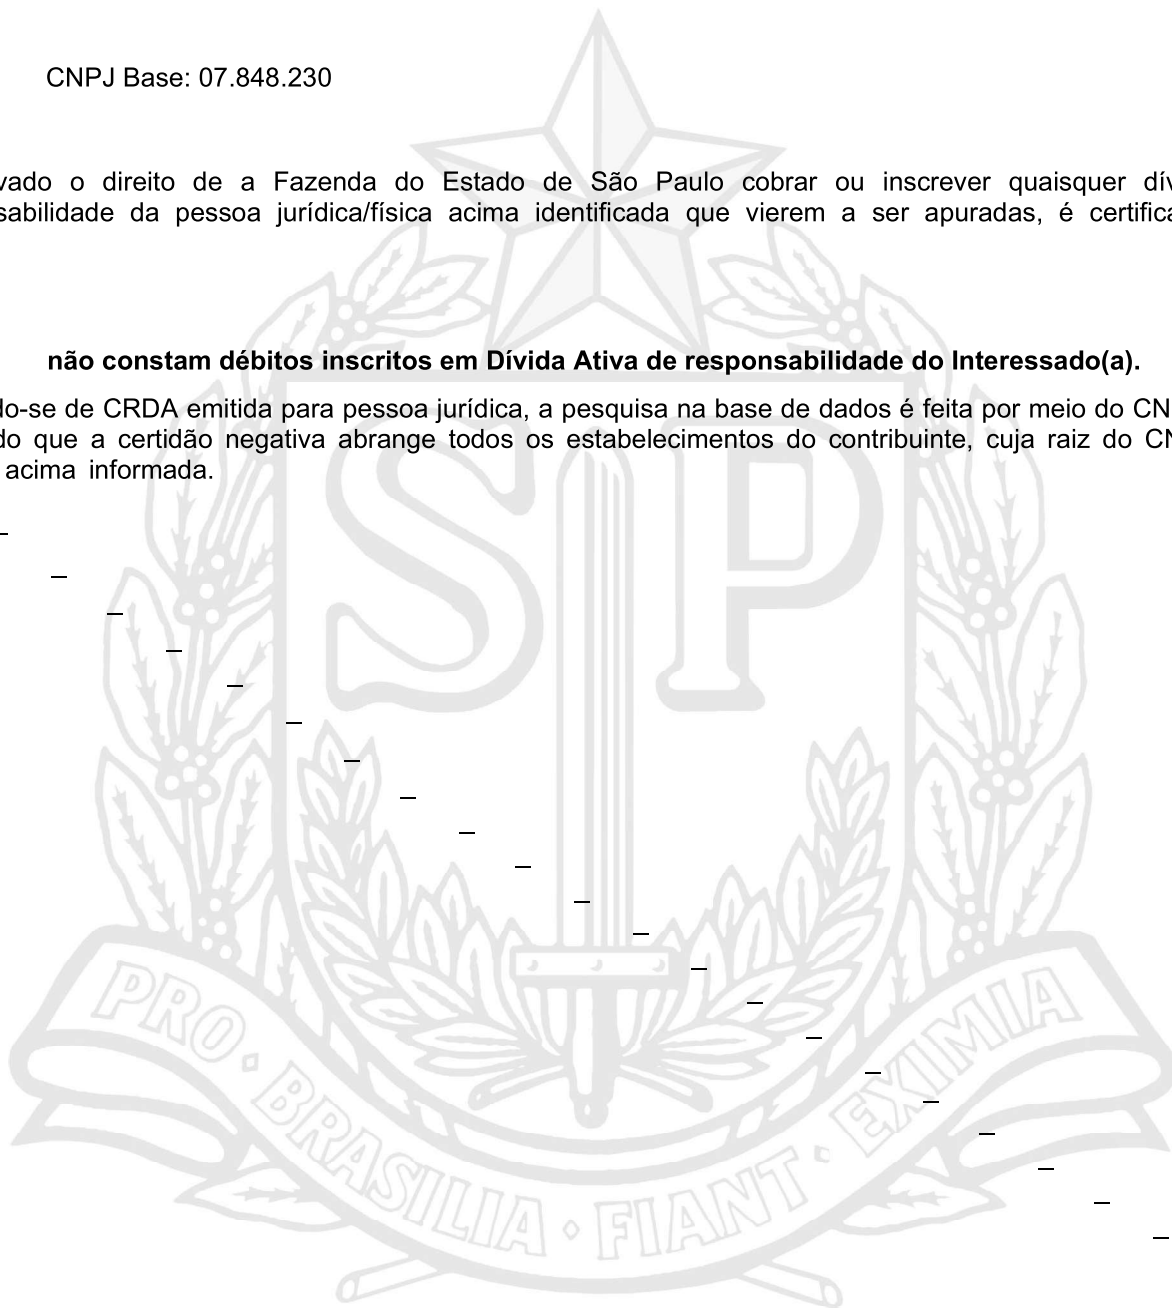 CNPJ Base: 07.848.230
vado o direito de a Fazenda do Estado de São Paulo cobrar ou inscrever quaisquer dív
sabilidade da pessoa jurídica/física acima identificada que vierem a ser apuradas, é certifica
não constam débitos inscritos em Dívida Ativa de responsabilidade do Interessado(a).
do-se de CRDA emitida para pessoa jurídica, a pesquisa na base de dados é feita por meio do CN
do que a certidão negativa abrange todos os estabelecimentos do contribuinte, cuja raiz do CN
acima informada.
SP
PRO · BRASILIA · FIANT · EXIMIA